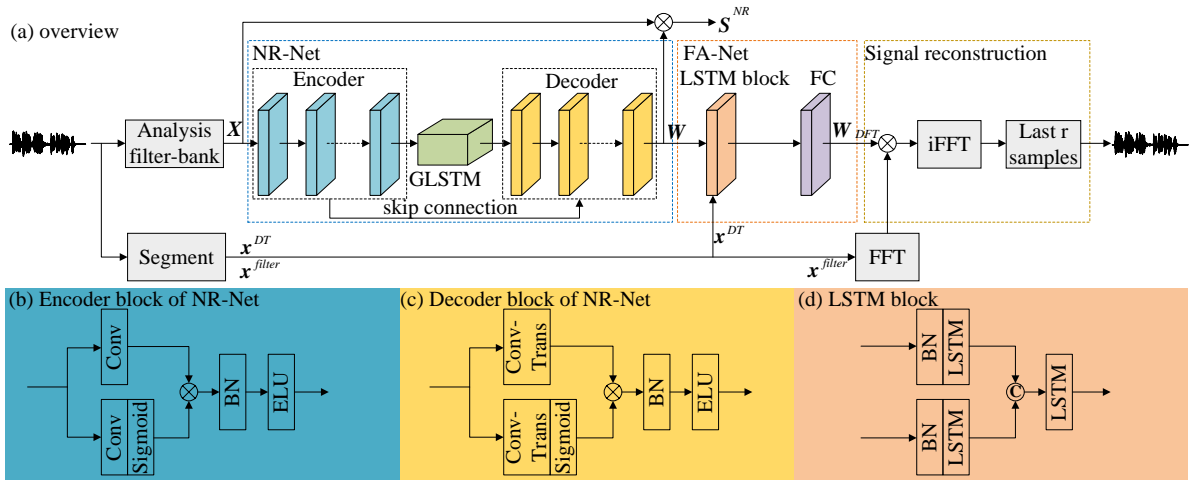 (a) overview
S^NR
NR-Net
FA-Net
Signal reconstruction
Encoder
Decoder
LSTM block
FC
Analysis
filter-bank
X
W
W_DFT
iFFT
Last r
samples
GLSTM
skip connection
Segment
x^DT
x^filter
x^DT
x^filter
FFT
(b) Encoder block of NR-Net
Conv
Conv
Sigmoid
BN
ELU
(c) Decoder block of NR-Net
Conv-
Trans
Conv-
Trans
Sigmoid
BN
ELU
(d) LSTM block
BN
LSTM
BN
LSTM
C
LSTM